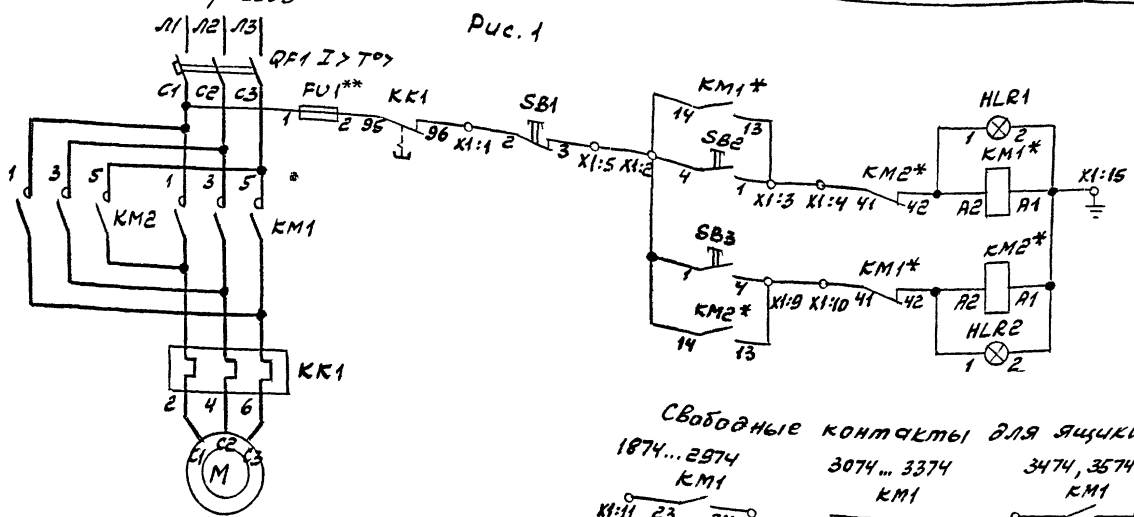 Рис. 1
Л1 Л2 Л3
QF1 I> T°>
C1 C2 C3
FU1**
1 2
KK1
95 96
X1:1
SB1
2 3
X1:5 X1:2
KM1*
14 13
SB2
4 1
X1:3 X1:4
KM2*
41 42
HLR1
1 2
KM1*
A2 A1
X1:15
1 3 5
KM2
1 3 5 *
KM1
SB3
1 4
KM2*
14 13
X1:9 X1:10
KM1*
41 42
KM2*
A2 A1
HLR2
1 2
KK1
2 4 6
C1 C2 C3
M
Свободные контакты для ящики
1874...2974
KM1
X1:11 23
3074...3374
KM1
3474, 3574
KM1